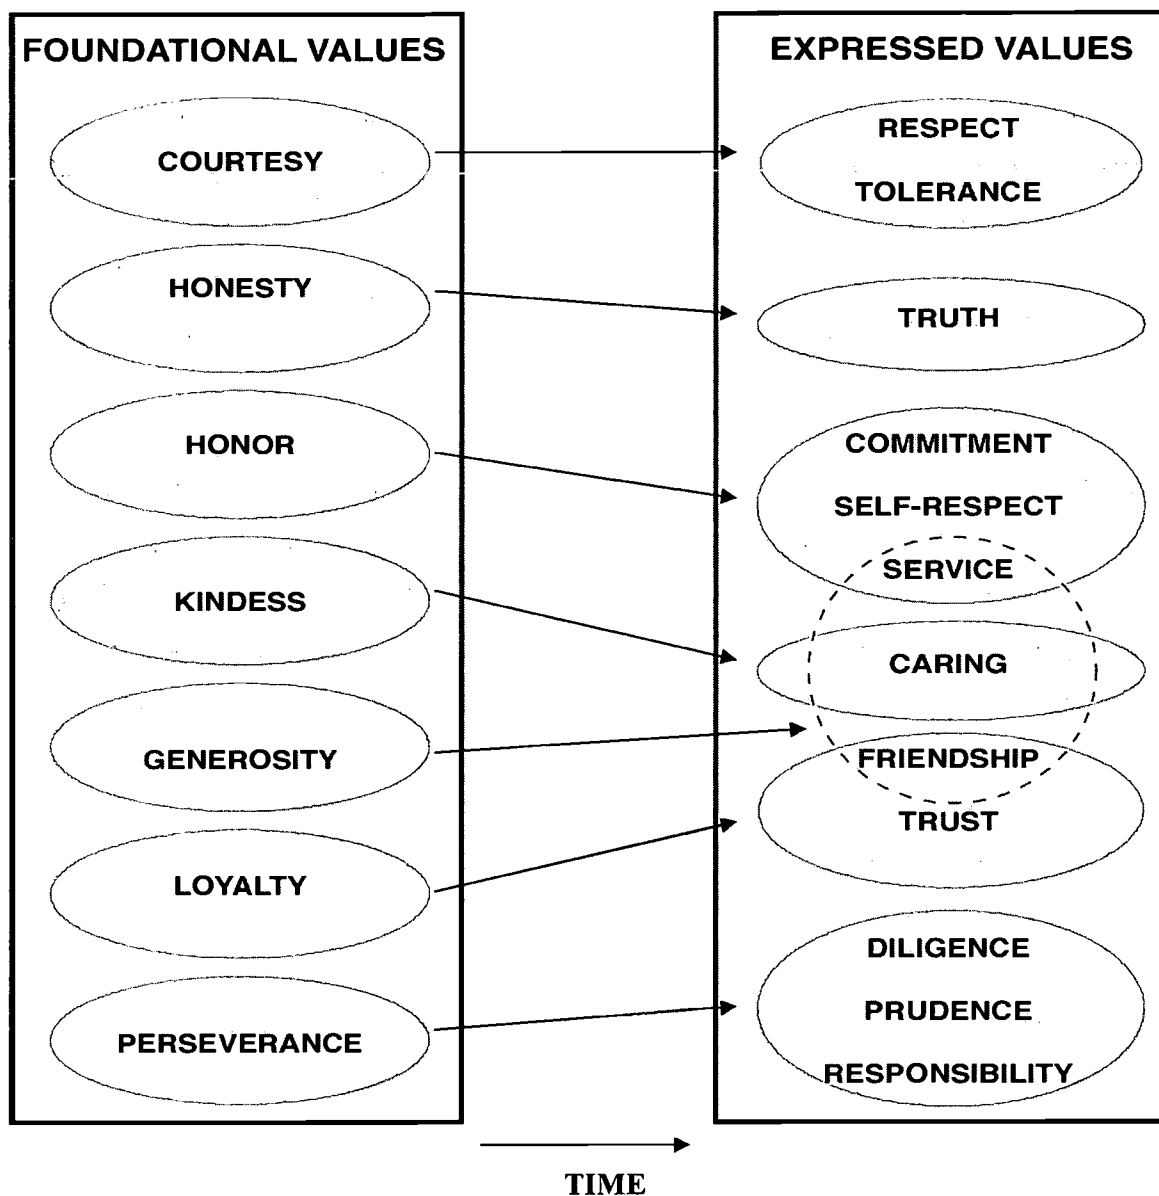 FOUNDATIONAL VALUES
COURTESY
HONESTY
HONOR
KINDESS
GENEROSITY
LOYALTY
PERSEVERANCE
EXPRESSED VALUES
RESPECT
TOLERANCE
TRUTH
COMMITMENT
SELF-RESPECT
SERVICE
CARING
FRIENDSHIP
TRUST
DILIGENCE
PRUDENCE
RESPONSIBILITY
TIME